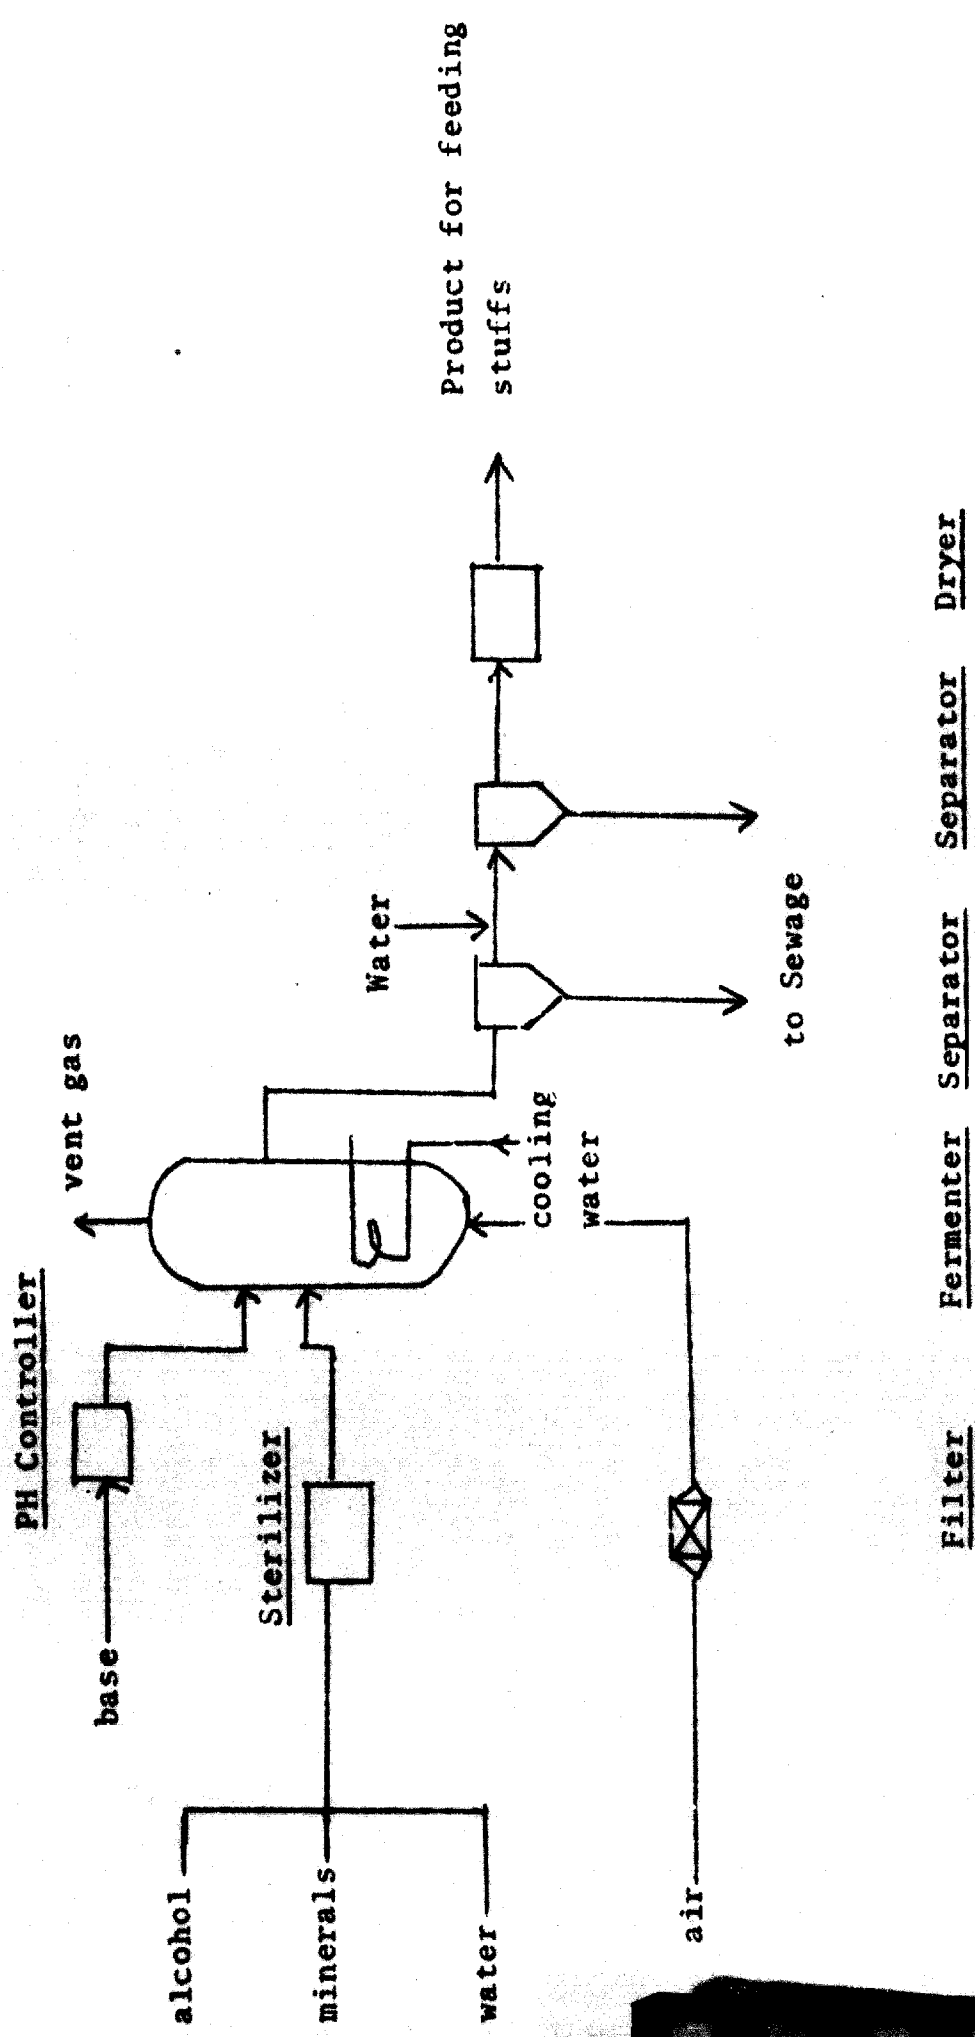 PH Controller
vent gas
base
Sterilizer
alcohol
minerals
water
air
cooling
water
Water
to Sewage
Product for feeding
stuffs
Filter
Fermenter
Separator
Separator
Dryer